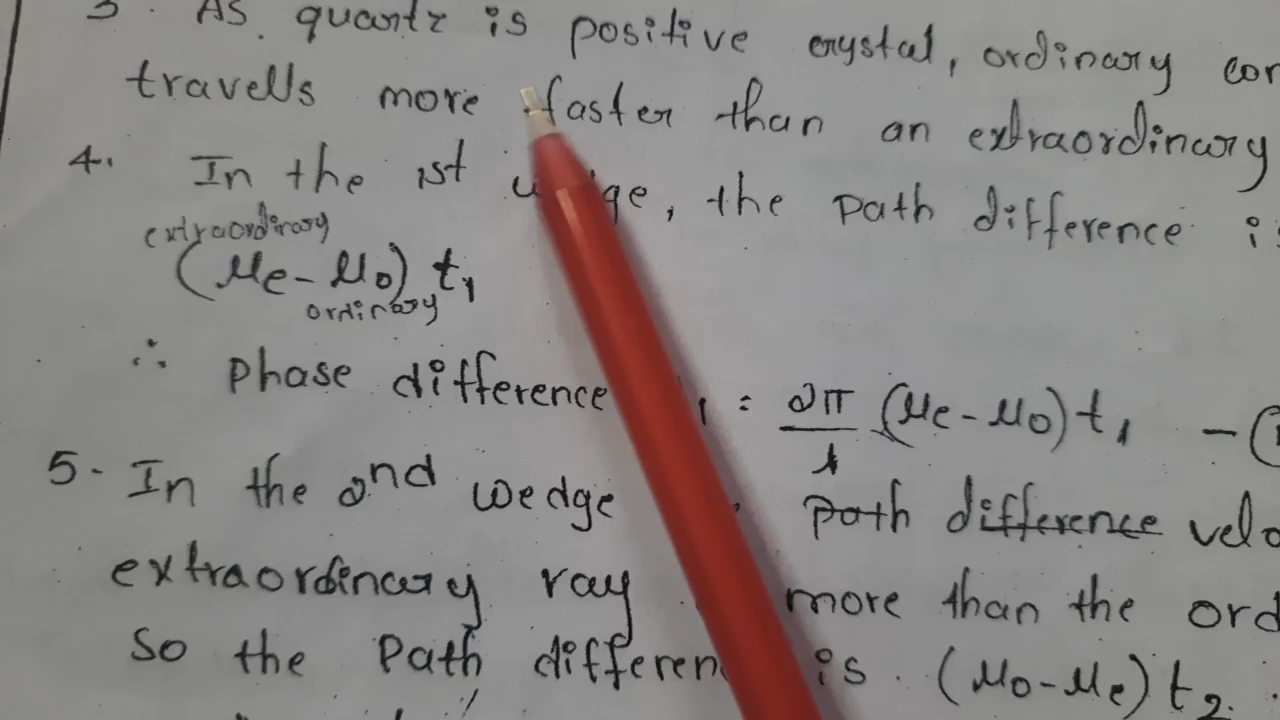 3. As quartz is positive crystal, ordinary
travells more faster than an extraordinary
4. In the 1st, the path difference is
extraordinary
(μe-μo) t1
ordinary
∴ Phase difference = 2π/λ (μe-μo) t1 -
5- In the 2nd wedge path difference
extraordinary ray more than the
So the path is. (μo-μe) t2.